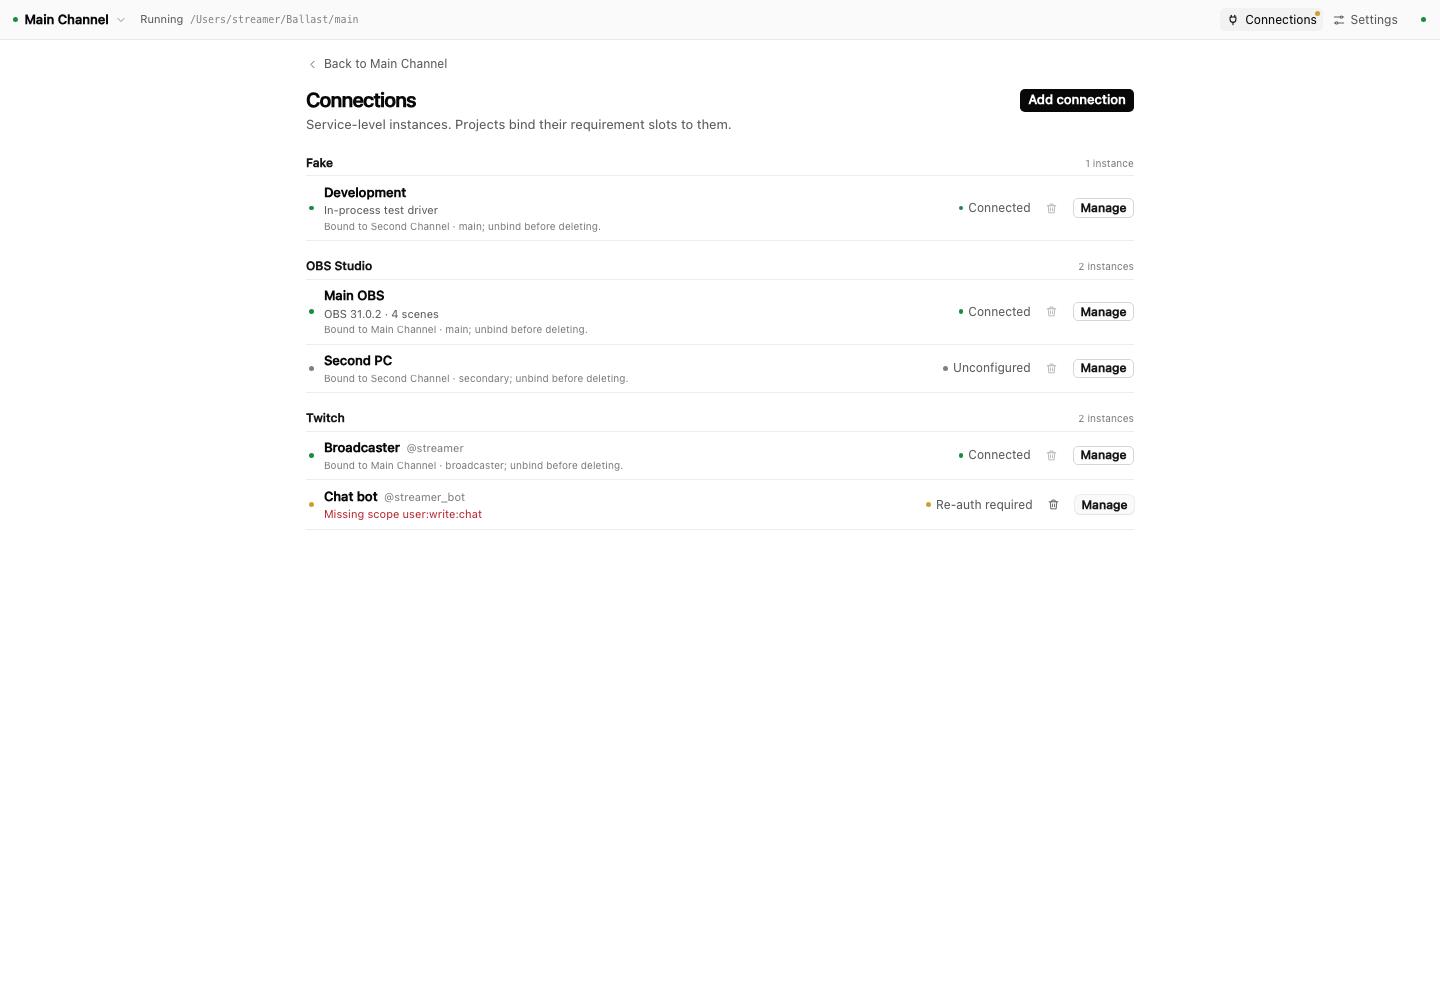 Main Channel Running /Users/streamer/Ballast/main Connections Settings
Back to Main Channel
Connections Add connection
Service-level instances. Projects bind their requirement slots to them.
Fake 1 instance
Development
In-process test driver Connected Manage
Bound to Second Channel · main; unbind before deleting.
OBS Studio 2 instances
Main OBS
OBS 31.0.2 · 4 scenes Connected Manage
Bound to Main Channel · main; unbind before deleting.
Second PC Unconfigured Manage
Bound to Second Channel · secondary; unbind before deleting.
Twitch 2 instances
Broadcaster @streamer Connected Manage
Bound to Main Channel · broadcaster; unbind before deleting.
Chat bot @streamer_bot Re-auth required Manage
Missing scope user:write:chat